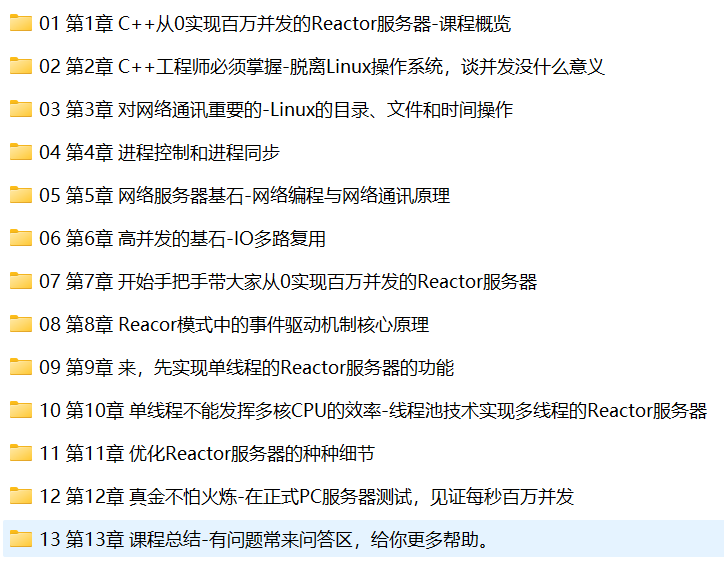 01 第1章 C++从0实现百万并发的Reactor服务器-课程概览
02 第2章 C++工程师必须掌握-脱离Linux操作系统，谈并发没什么意义
03 第3章 对网络通讯重要的-Linux的目录、文件和时间操作
04 第4章 进程控制和进程同步
05 第5章 网络服务器基石-网络编程与网络通讯原理
06 第6章 高并发的基石-IO多路复用
07 第7章 开始手把手带大家从0实现百万并发的Reactor服务器
08 第8章 Reacor模式中的事件驱动机制核心原理
09 第9章 来，先实现单线程的Reactor服务器的功能
10 第10章 单线程不能发挥多核CPU的效率-线程池技术实现多线程的Reactor服务器
11 第11章 优化Reactor服务器的种种细节
12 第12章 真金不怕火炼-在正式PC服务器测试，见证每秒百万并发
13 第13章 课程总结-有问题常来问答区，给你更多帮助。